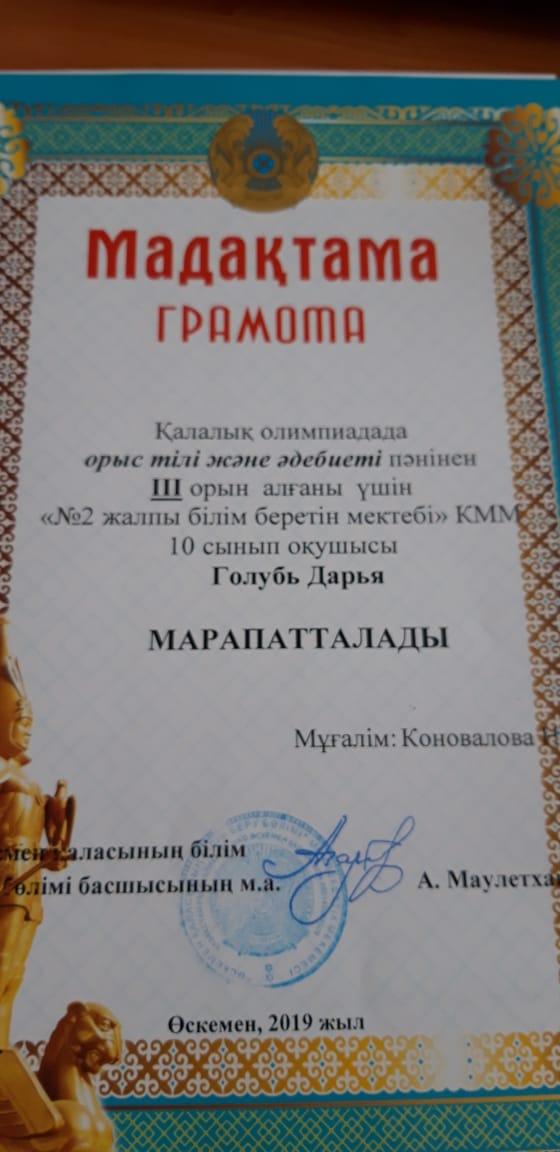 Мадақтама
ГРАМОТА
Қалалық олимпиадада
орыс тілі және әдебиеті пәнінен
III орын алғаны үшін
«№2 жалпы білім беретін мектебі» КММ
10 сынып оқушысы
Голубь Дарья
МАРАПАТТАЛАДЫ
Мұғалім: Коновалова Н
қаласының білім
бөлімі басшысының м.а. А. Маулетхан
Өскемен, 2019 жыл